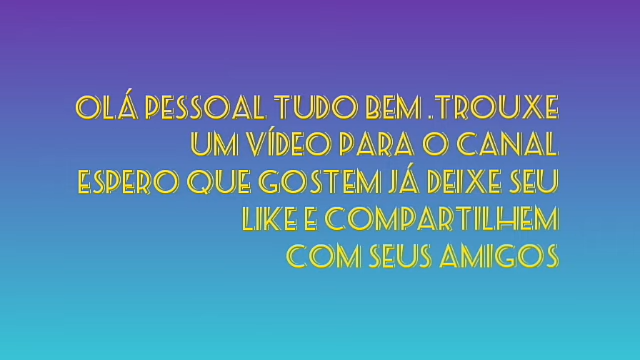 OLÁ PESSOAL TUDO BEM .TROUXE
UM VÍDEO PARA O CANAL
ESPERO QUE GOSTEM JÁ DEIXE SEU
LIKE E COMPARTILHEM
COM SEUS AMIGOS